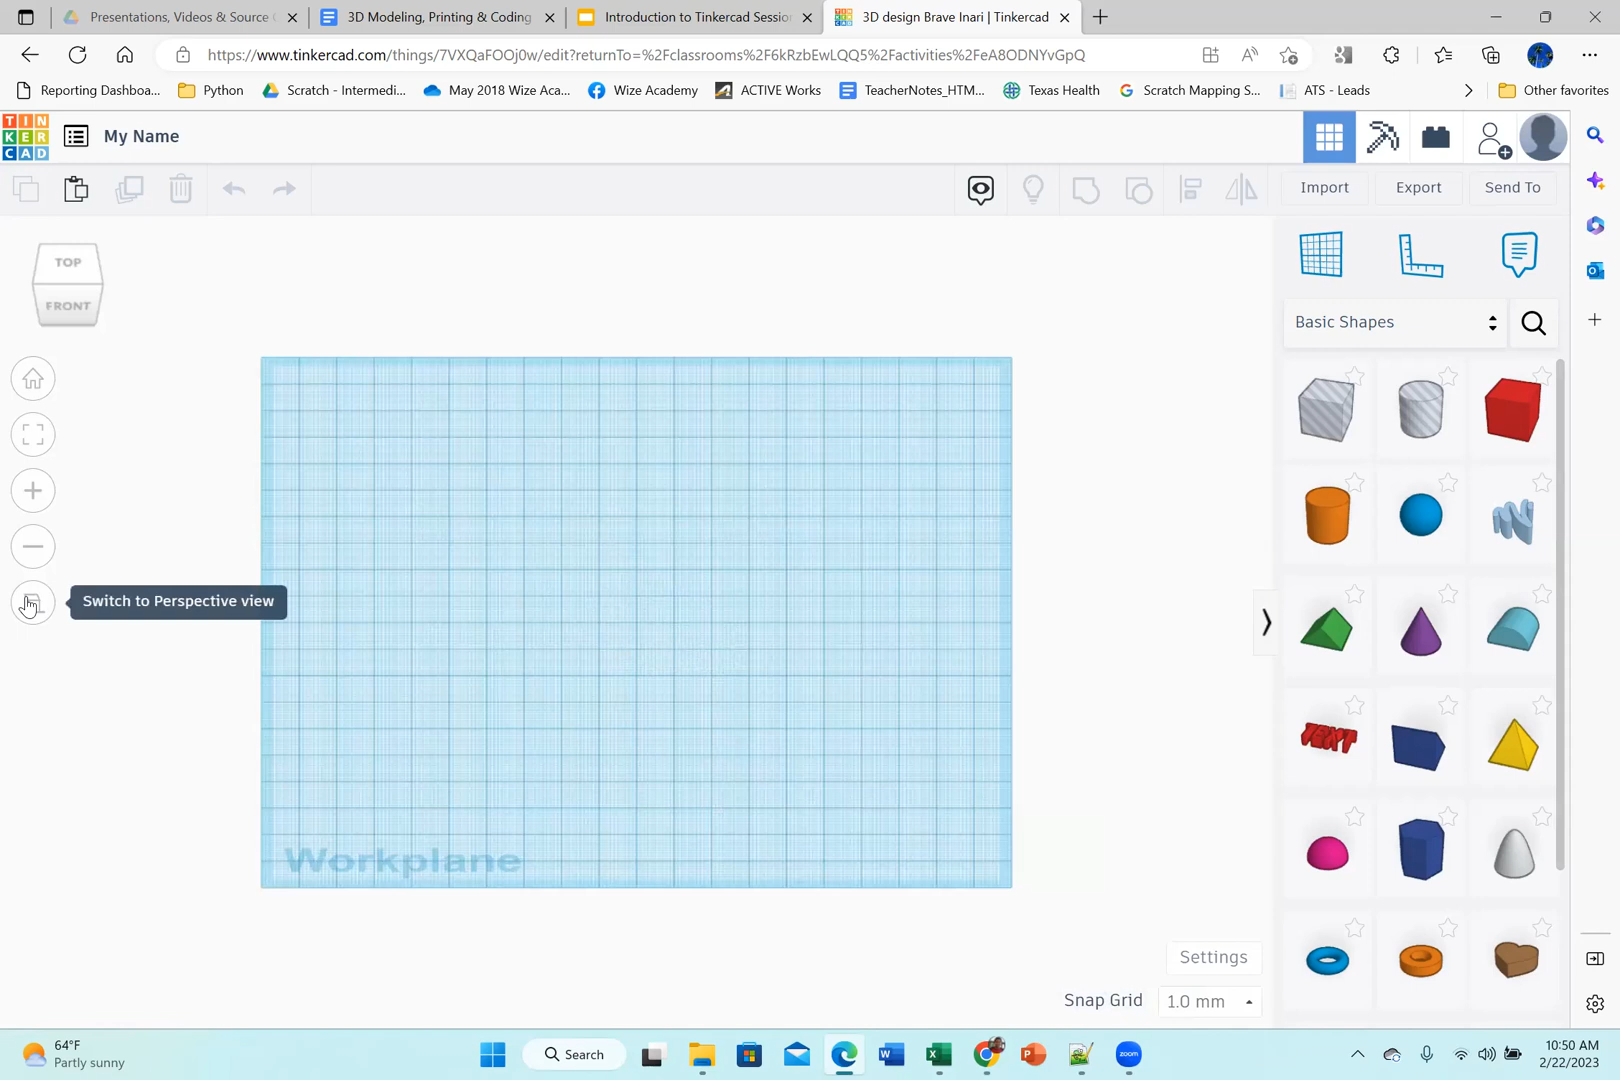 Presentations, Videos & Source
3D Modeling, Printing & Coding
Introduction to Tinkercad Sessio
3D design Brave Inari | Tinkercad
https://www.tinkercad.com/things/7VXQaFOOj0w/edit?returnTo=%2Fclassrooms%2F6kRzbEwLQQ5%2Factivities%2FeA8ODNYvGpQ
Reporting Dashboa...
Python
Scratch - Intermedi...
May 2018 Wize Aca...
Wize Academy
ACTIVE Works
TeacherNotes_HTM...
Texas Health
Scratch Mapping S...
ATS - Leads
Other favorites
TIN
KER
CAD
My Name
Import
Export
Send To
TOP
FRONT
Basic Shapes
Switch to Perspective view
TEXT
Workplane
Settings
Snap Grid
1.0 mm
64°F
Partly sunny
Search
zoom
10:50 AM
2/22/2023